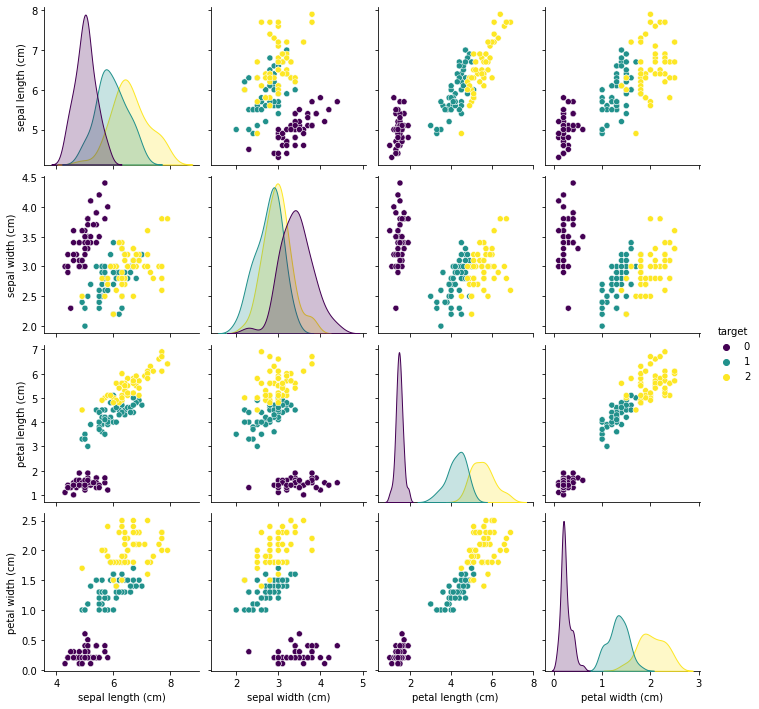 sepal length (cm)
8
7
6
5
sepal width (cm)
4.5
4.0
3.5
3.0
2.5
2.0
target
0
1
2
petal length (cm)
7
6
5
4
3
2
1
petal width (cm)
2.5
2.0
1.5
1.0
0.5
0.0
4 6 8
2 3 4 5
2 4 6 8
0 1 2 3
sepal length (cm) sepal width (cm) petal length (cm) petal width (cm)